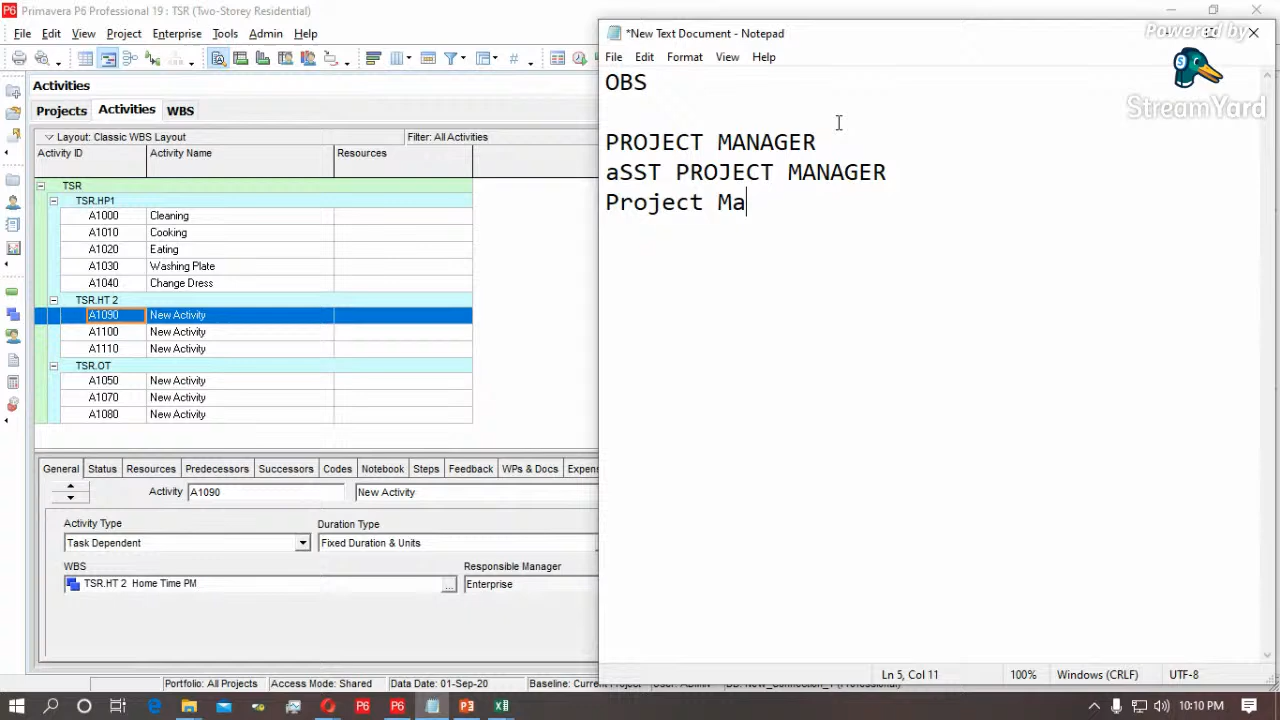 Primavera P6 Professional 19 : TSR (Two-Storey Residential)
File Edit View Project Enterprise Tools Admin Help
Activities
Projects Activities WBS
Layout: Classic WBS Layout Filter: All Activities
Activity ID Activity Name Resources
TSR
TSR.HP1
A1000 Cleaning
A1010 Cooking
A1020 Eating
A1030 Washing Plate
A1040 Change Dress
TSR.HT 2
A1090 New Activity
A1100 New Activity
A1110 New Activity
TSR.OT
A1050 New Activity
A1070 New Activity
A1080 New Activity
General Status Resources Predecessors Successors Codes Notebook Steps Feedback WPs & Docs Expen
Activity A1090 New Activity
Activity Type Duration Type
Task Dependent Fixed Duration & Units
WBS Responsible Manager
TSR.HT 2 Home Time PM ... Enterprise
Portfolio: All Projects Access Mode: Shared Data Date: 01-Sep-20 Baseline: Current Project
*New Text Document - Notepad
File Edit Format View Help
OBS
PROJECT MANAGER
aSST PROJECT MANAGER
Project Ma
Ln 5, Col 11 100% Windows (CRLF) UTF-8
Powered by
StreamYard
10:10 PM